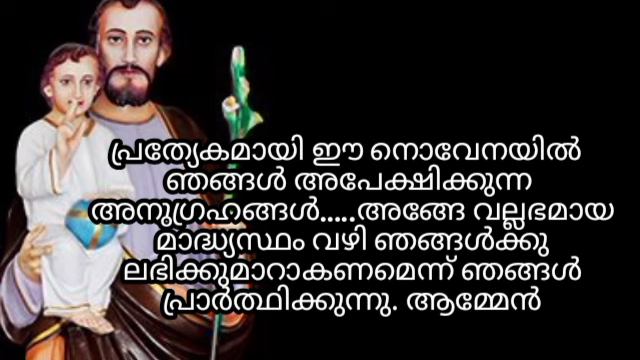 പ്രത്യേകമായി ഈ നൊവേനയിൽ
ഞങ്ങൾ അപേക്ഷിക്കുന്ന
അനുഗ്രഹങ്ങൾ.....അങ്ങേ വല്ലഭമായ
മാദ്ധ്യസ്ഥം വഴി ഞങ്ങൾക്കു
ലഭിക്കുമാറാകണമെന്ന് ഞങ്ങൾ
പ്രാർത്ഥിക്കുന്നു. ആമ്മേൻ